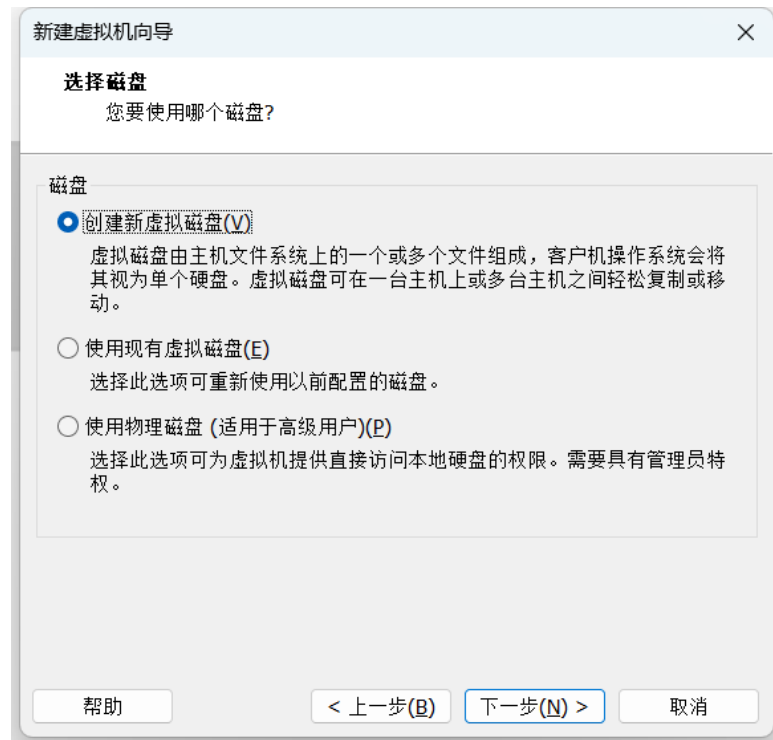 新建虚拟机向导
选择磁盘
您要使用哪个磁盘?
磁盘
创建新虚拟磁盘(V)
虚拟磁盘由主机文件系统上的一个或多个文件组成，客户机操作系统会将
其视为单个硬盘。虚拟磁盘可在一台主机上或多台主机之间轻松复制或移
动。
使用现有虚拟磁盘(E)
选择此选项可重新使用以前配置的磁盘。
使用物理磁盘 (适用于高级用户)(P)
选择此选项可为虚拟机提供直接访问本地硬盘的权限。需要具有管理员特
权。
帮助
< 上一步(B)
下一步(N) >
取消